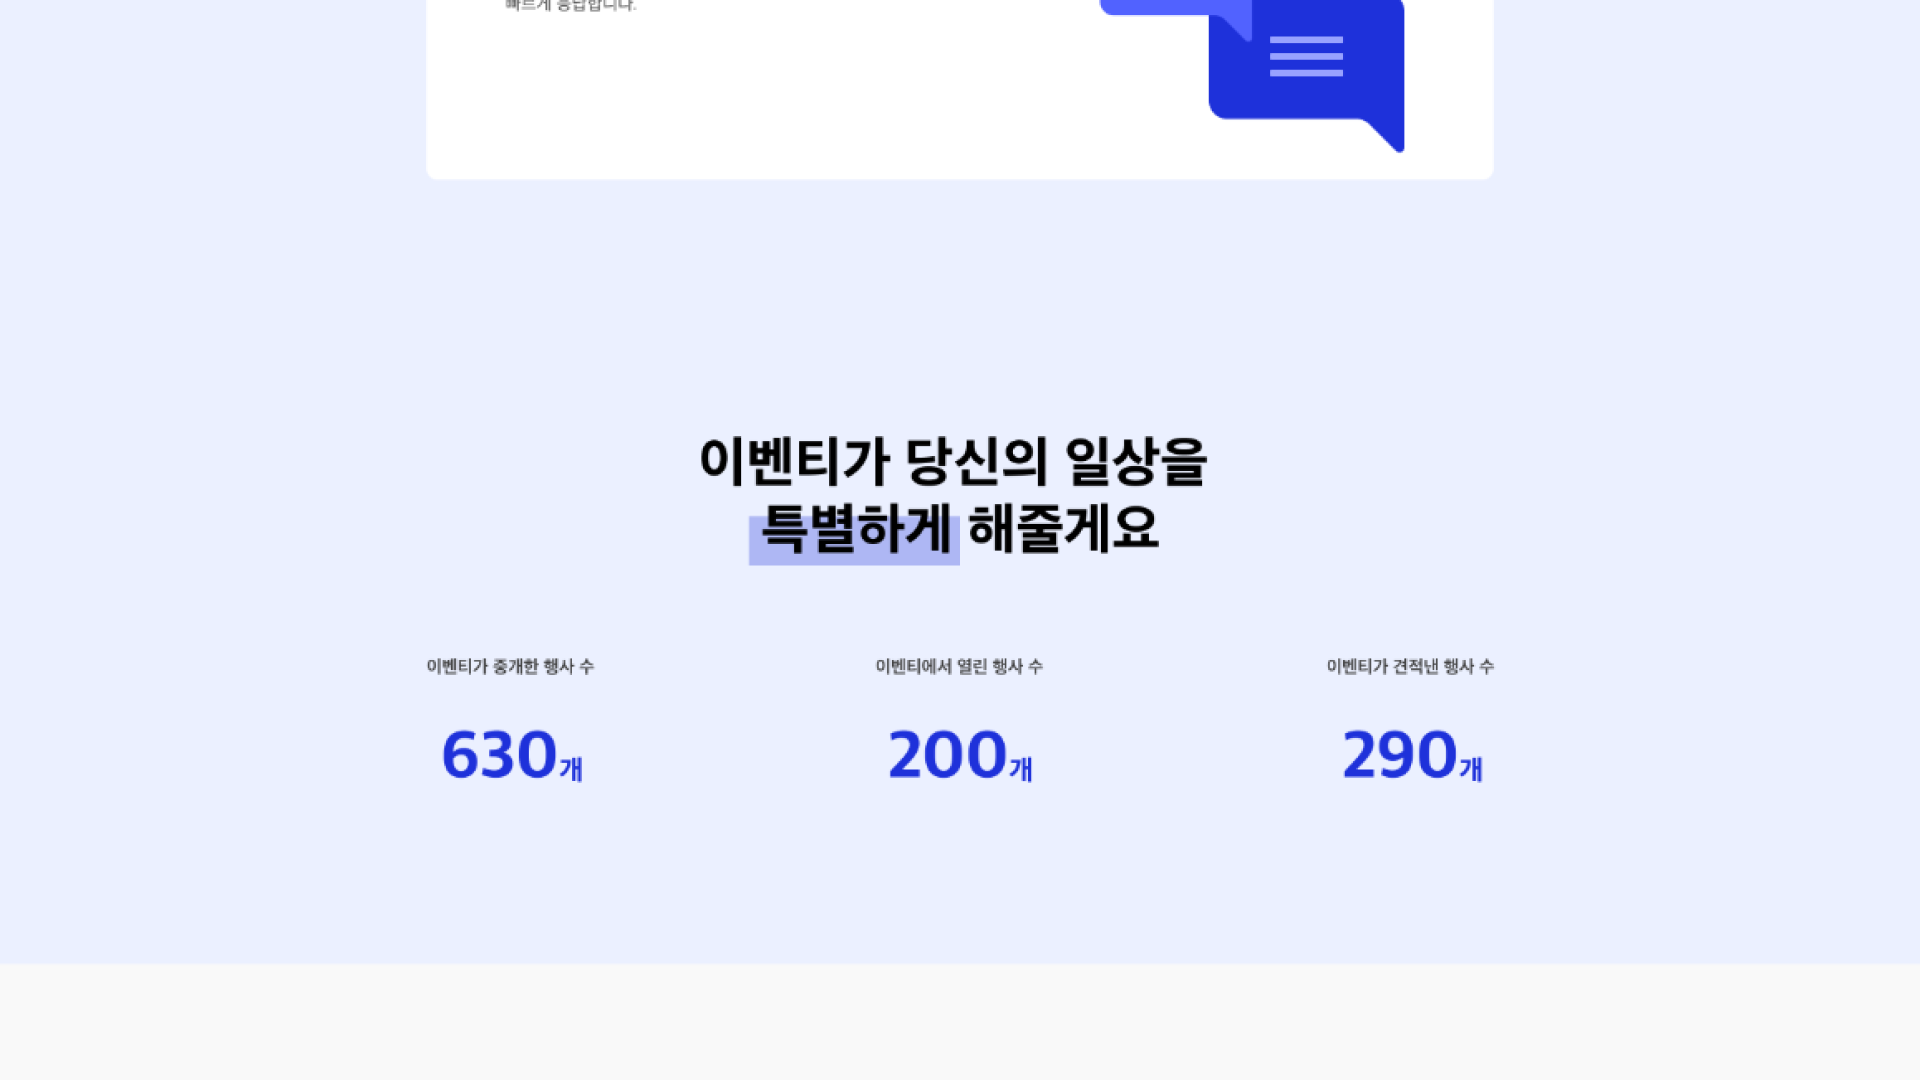 빠르게 응답합니다.
이벤티가 당신의 일상을
특별하게 해줄게요
이벤티가 중개한 행사 수
이벤티에서 열린 행사 수
이벤티가 견적낸 행사 수
630개
200개
290개